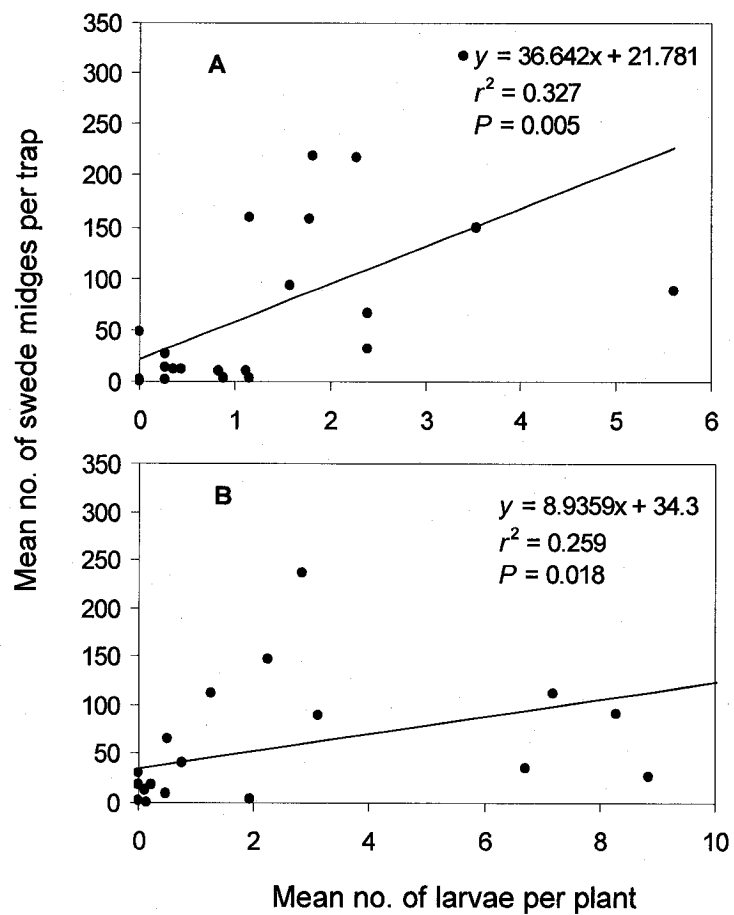 Mean no. of swede midges per trap
350
300
250
200
150
100
50
0
A
y = 36.642x + 21.781
r² = 0.327
P = 0.005
0 1 2 3 4 5 6
350
300
250
200
150
100
50
0
B
y = 8.9359x + 34.3
r² = 0.259
P = 0.018
0 2 4 6 8 10
Mean no. of larvae per plant